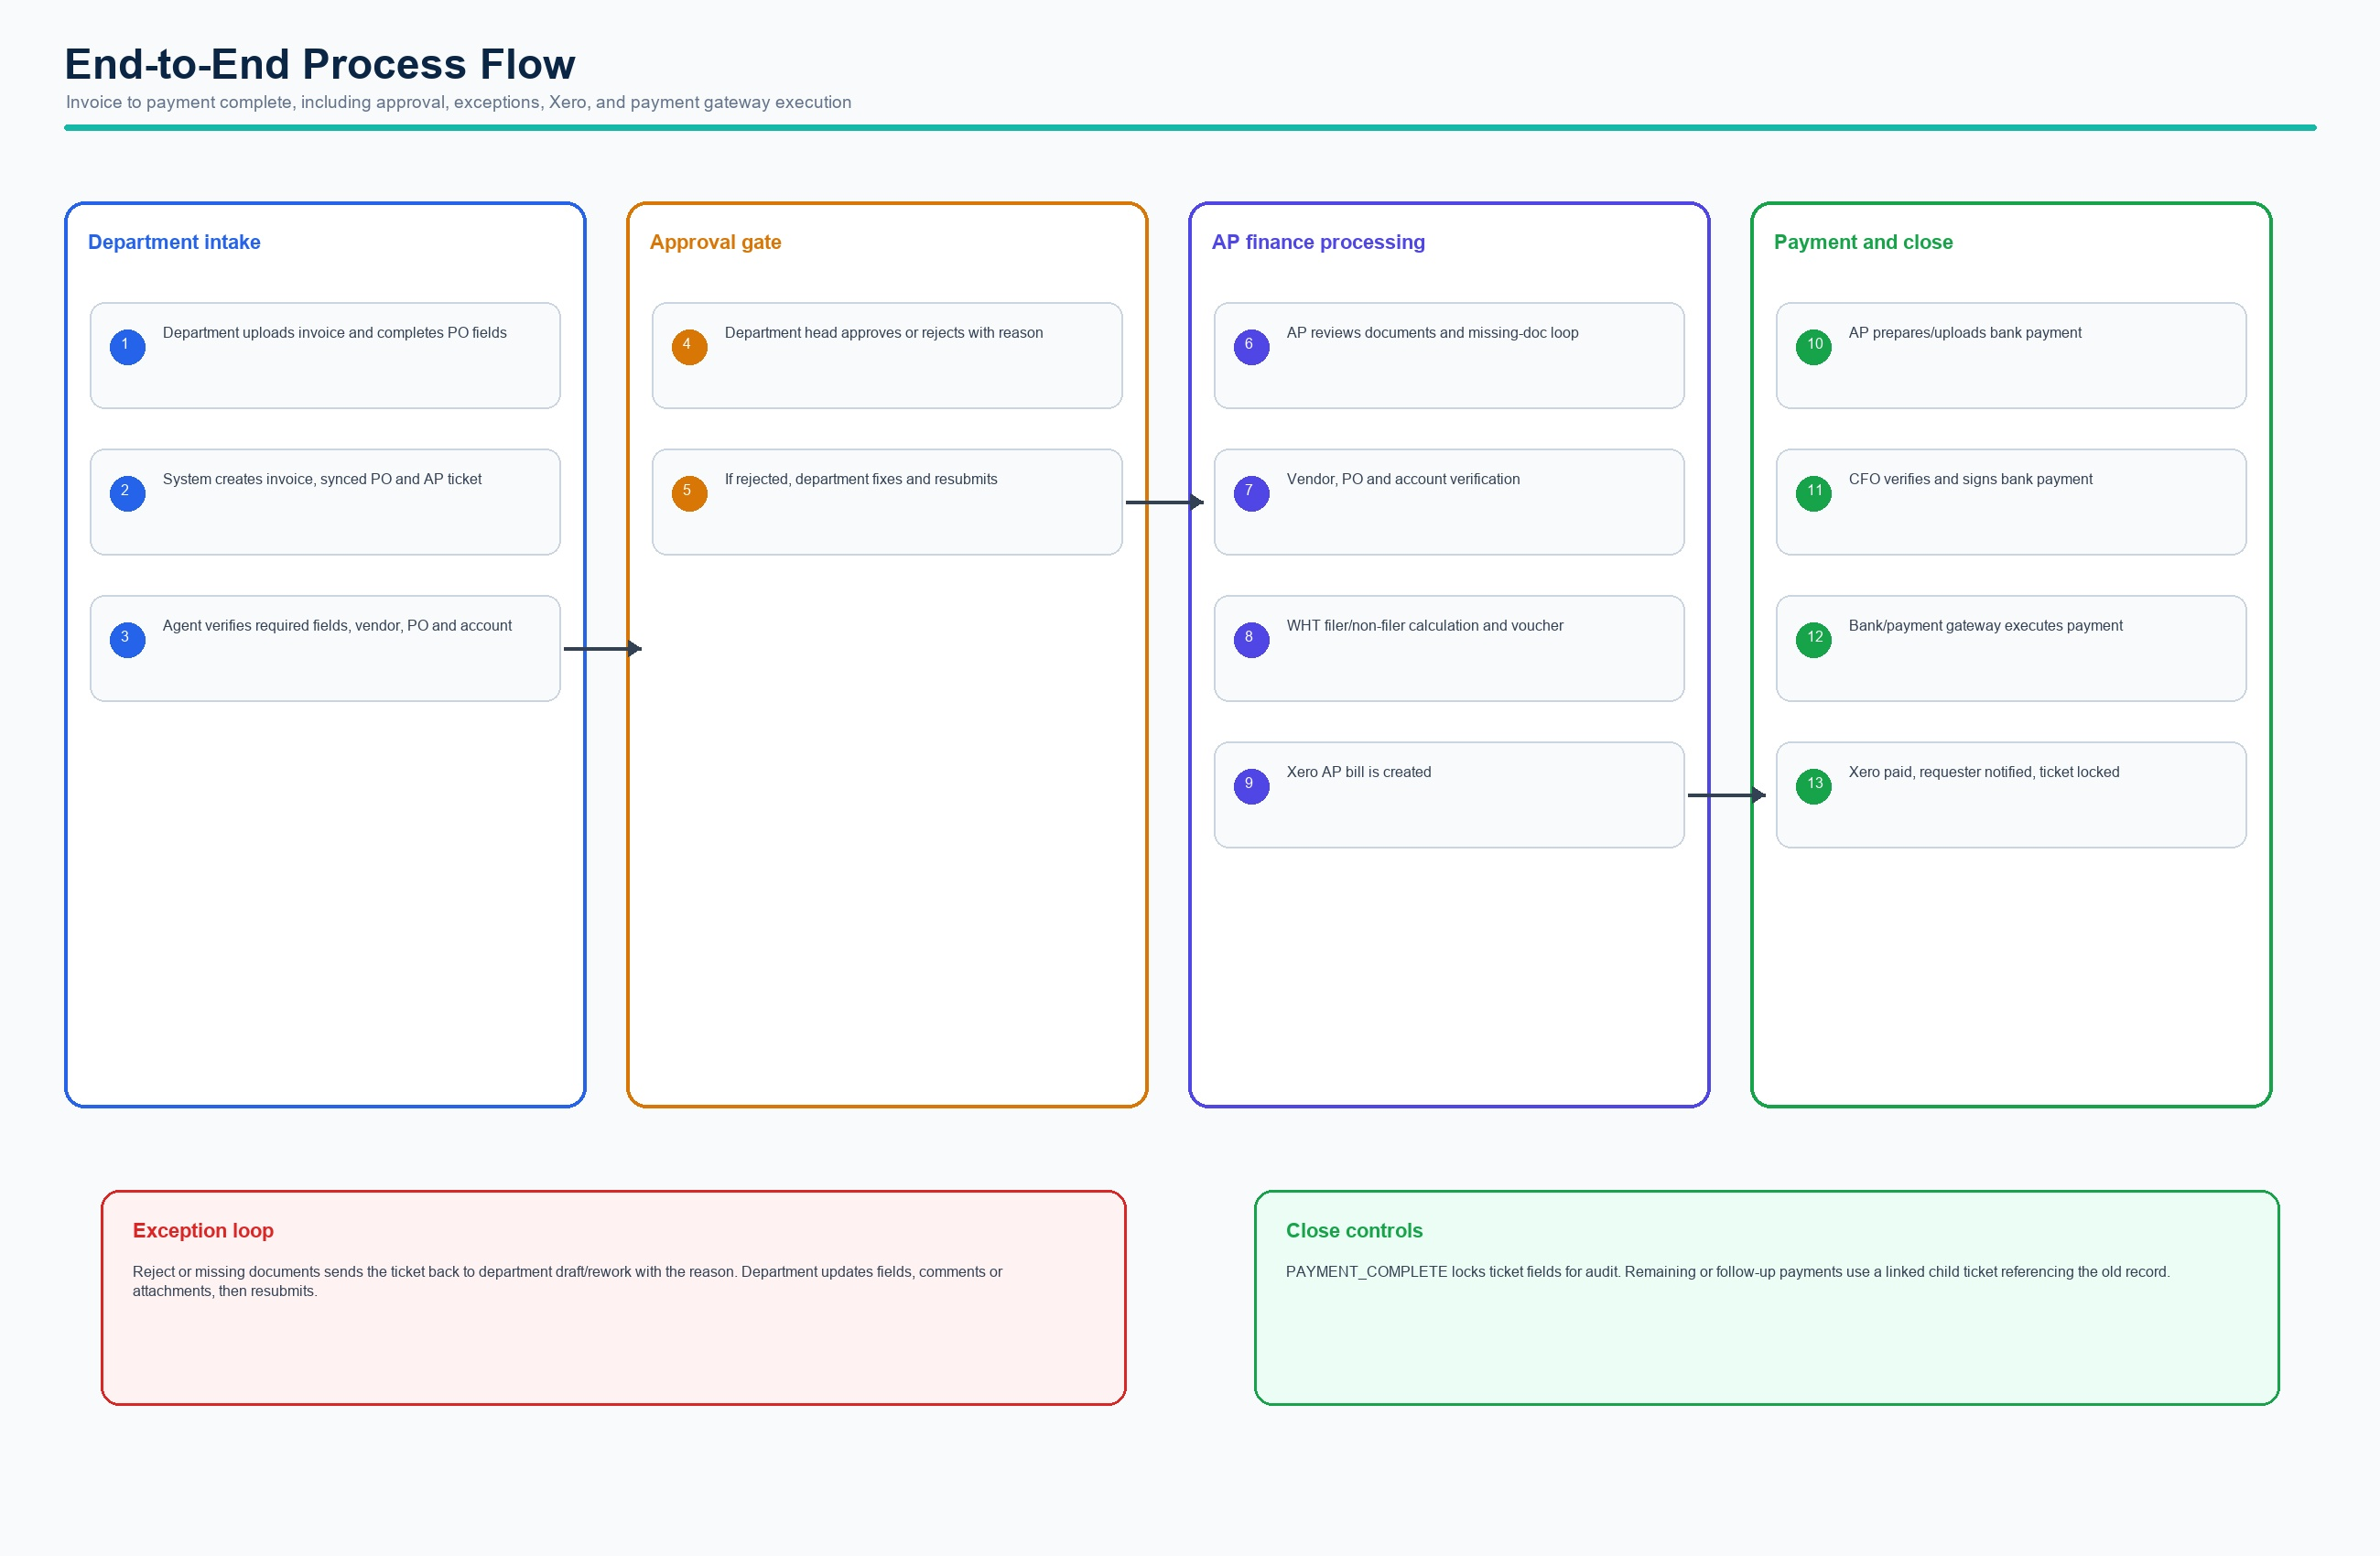 End-to-End Process Flow
Invoice to payment complete, including approval, exceptions, Xero, and payment gateway execution
Department intake
1
Department uploads invoice and completes PO fields
2
System creates invoice, synced PO and AP ticket
3
Agent verifies required fields, vendor, PO and account
Approval gate
4
Department head approves or rejects with reason
5
If rejected, department fixes and resubmits
AP finance processing
6
AP reviews documents and missing-doc loop
7
Vendor, PO and account verification
8
WHT filer/non-filer calculation and voucher
9
Xero AP bill is created
Payment and close
10
AP prepares/uploads bank payment
11
CFO verifies and signs bank payment
12
Bank/payment gateway executes payment
13
Xero paid, requester notified, ticket locked
Exception loop
Reject or missing documents sends the ticket back to department draft/rework with the reason. Department updates fields, comments or
attachments, then resubmits.
Close controls
PAYMENT_COMPLETE locks ticket fields for audit. Remaining or follow-up payments use a linked child ticket referencing the old record.